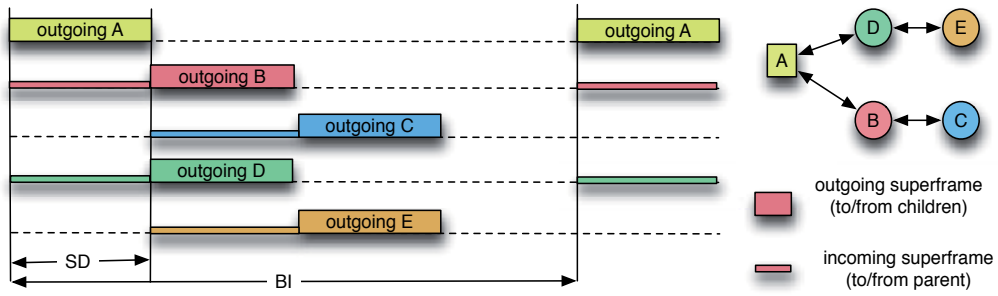 outgoing A
outgoing A
outgoing B
outgoing C
outgoing D
outgoing E
SD
BI
D
E
A
B
C
outgoing superframe
(to/from children)
incoming superframe
(to/from parent)